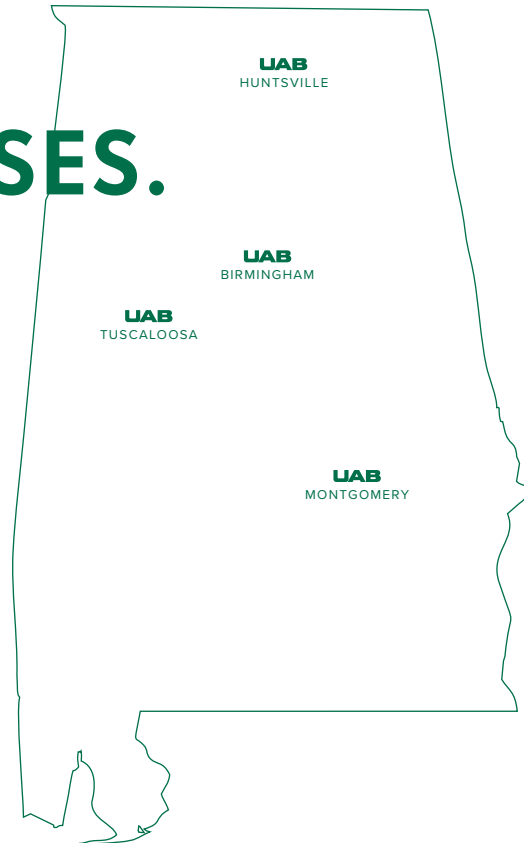 UAB
HUNTSVILLE
SES.
UAB
BIRMINGHAM
UAB
TUSCALOOSA
UAB
MONTGOMERY